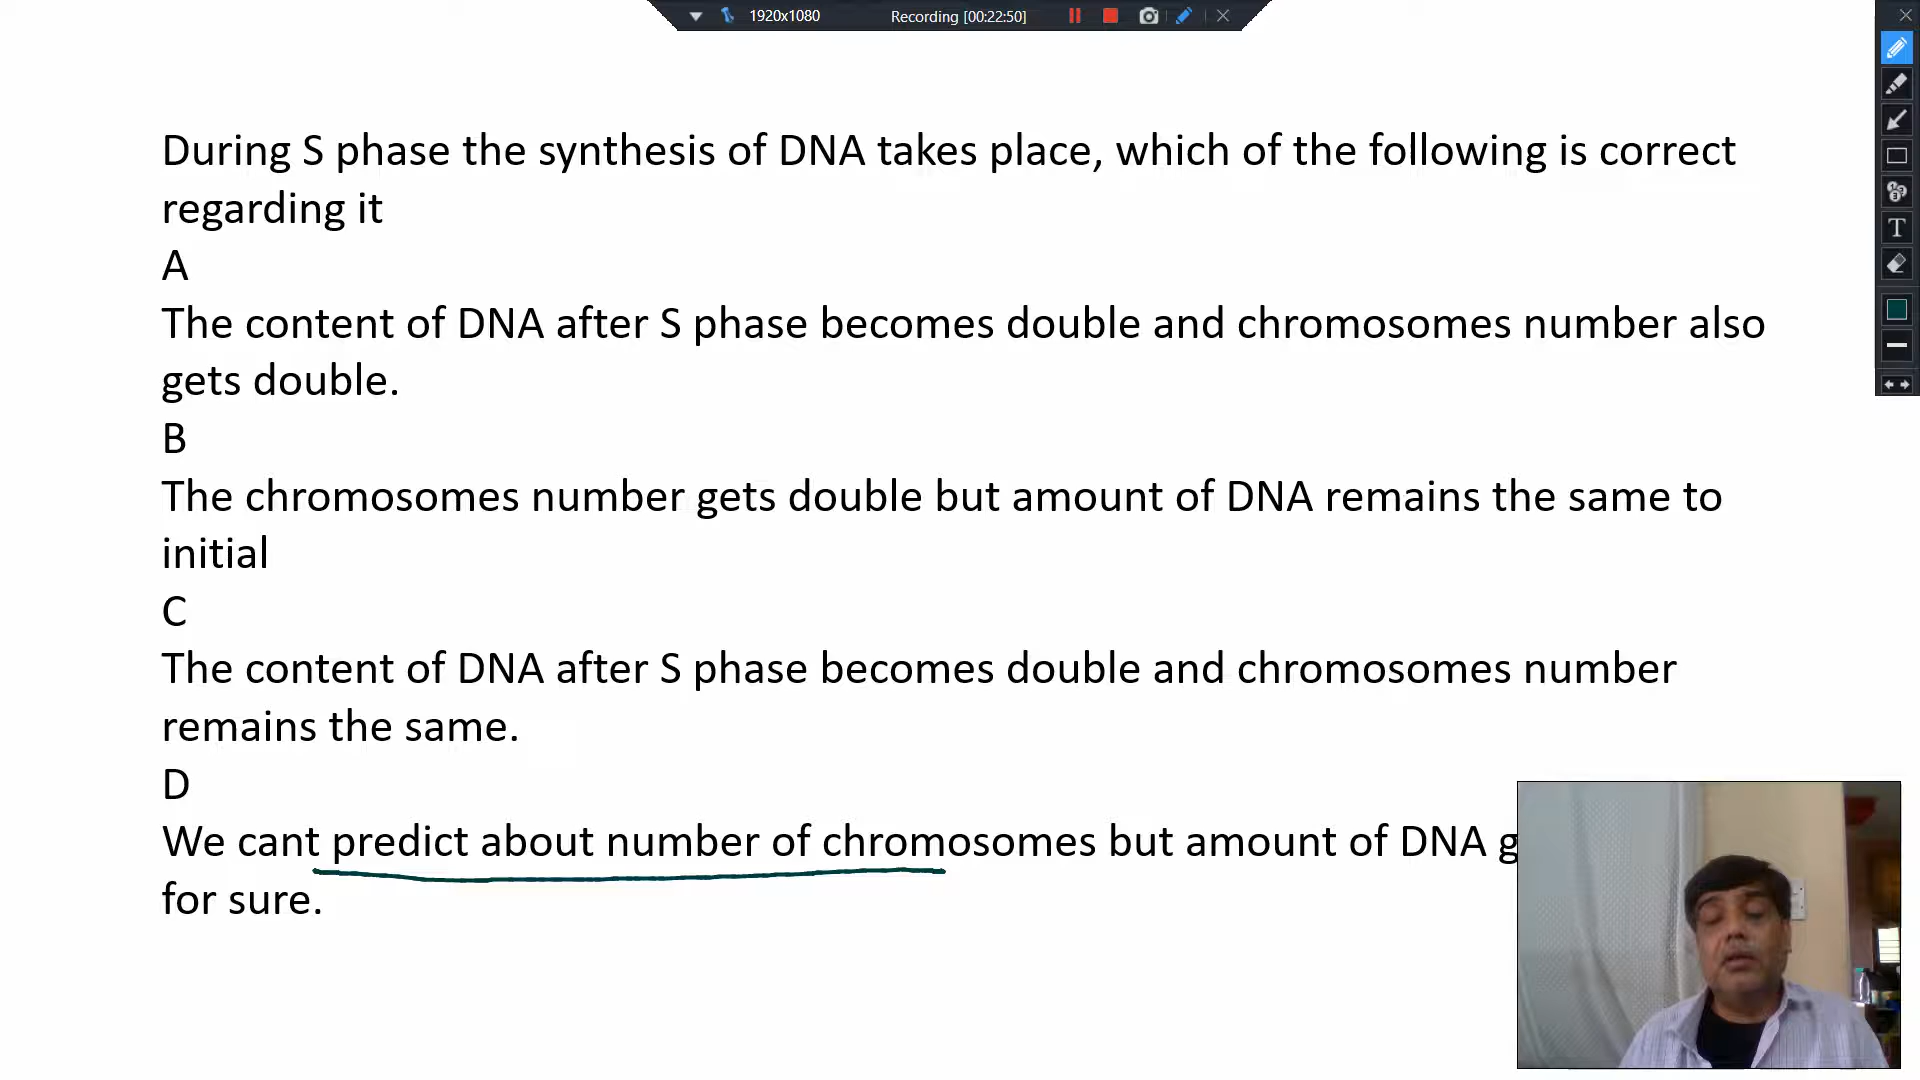 1920x1080 Recording [00:22:50]
During S phase the synthesis of DNA takes place, which of the following is correct
regarding it
A
The content of DNA after S phase becomes double and chromosomes number also
gets double.
B
The chromosomes number gets double but amount of DNA remains the same to
initial
C
The content of DNA after S phase becomes double and chromosomes number
remains the same.
D
We cant predict about number of chromosomes but amount of DNA g
for sure.
T